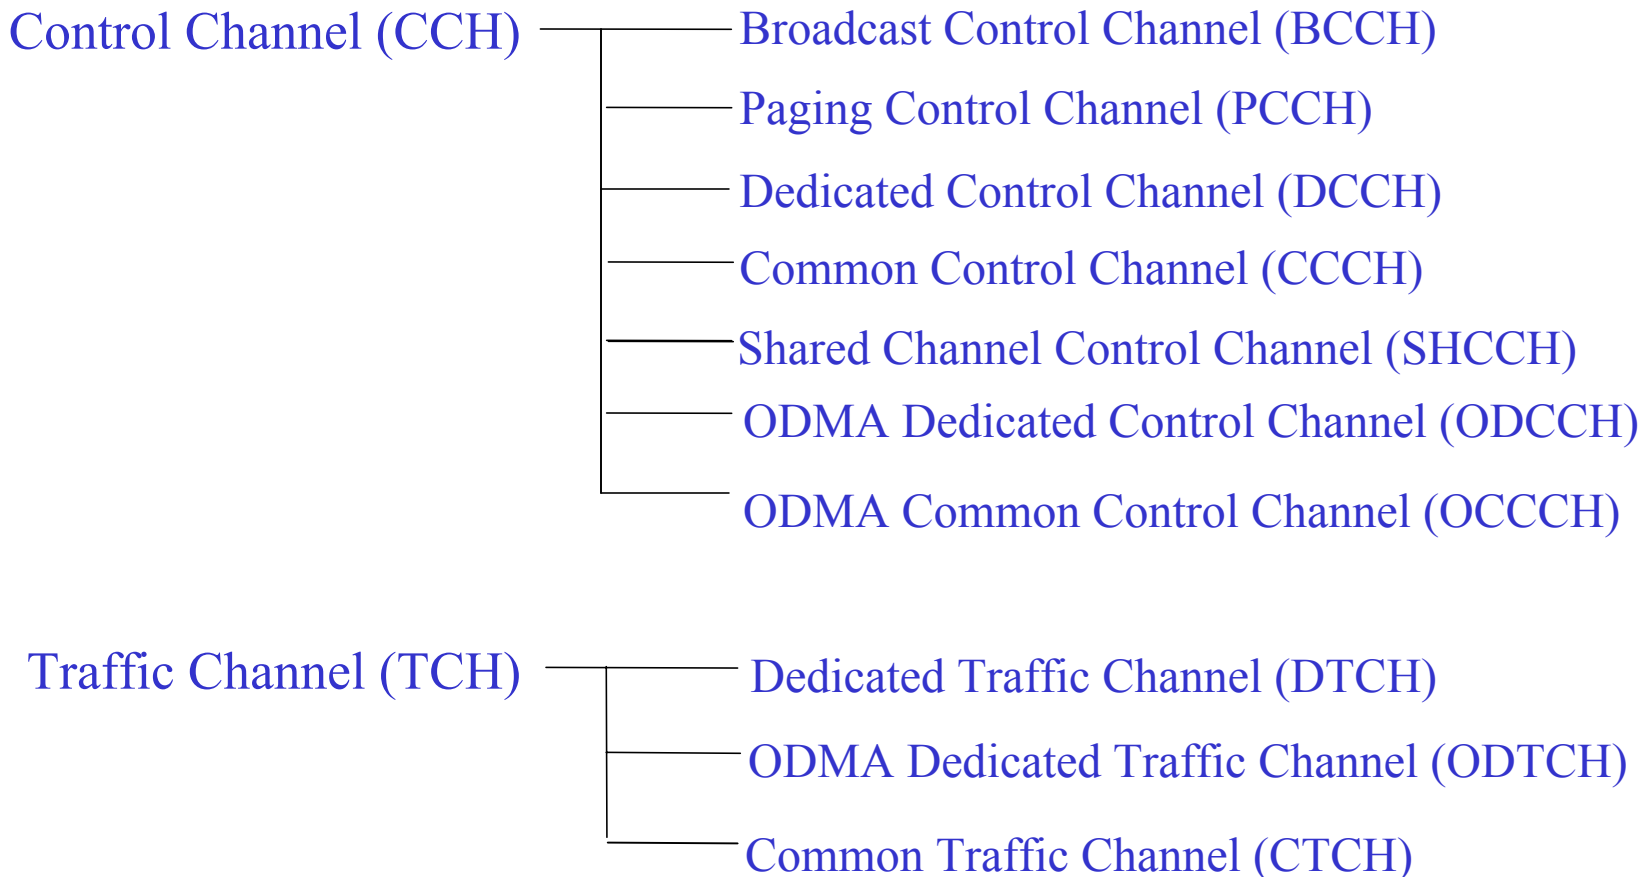 Control Channel (CCH)
Broadcast Control Channel (BCCH)
Paging Control Channel (PCCH)
Dedicated Control Channel (DCCH)
Common Control Channel (CCCH)
Shared Channel Control Channel (SHCCH)
ODMA Dedicated Control Channel (ODCCH)
ODMA Common Control Channel (OCCCH)
Traffic Channel (TCH)
Dedicated Traffic Channel (DTCH)
ODMA Dedicated Traffic Channel (ODTCH)
Common Traffic Channel (CTCH)